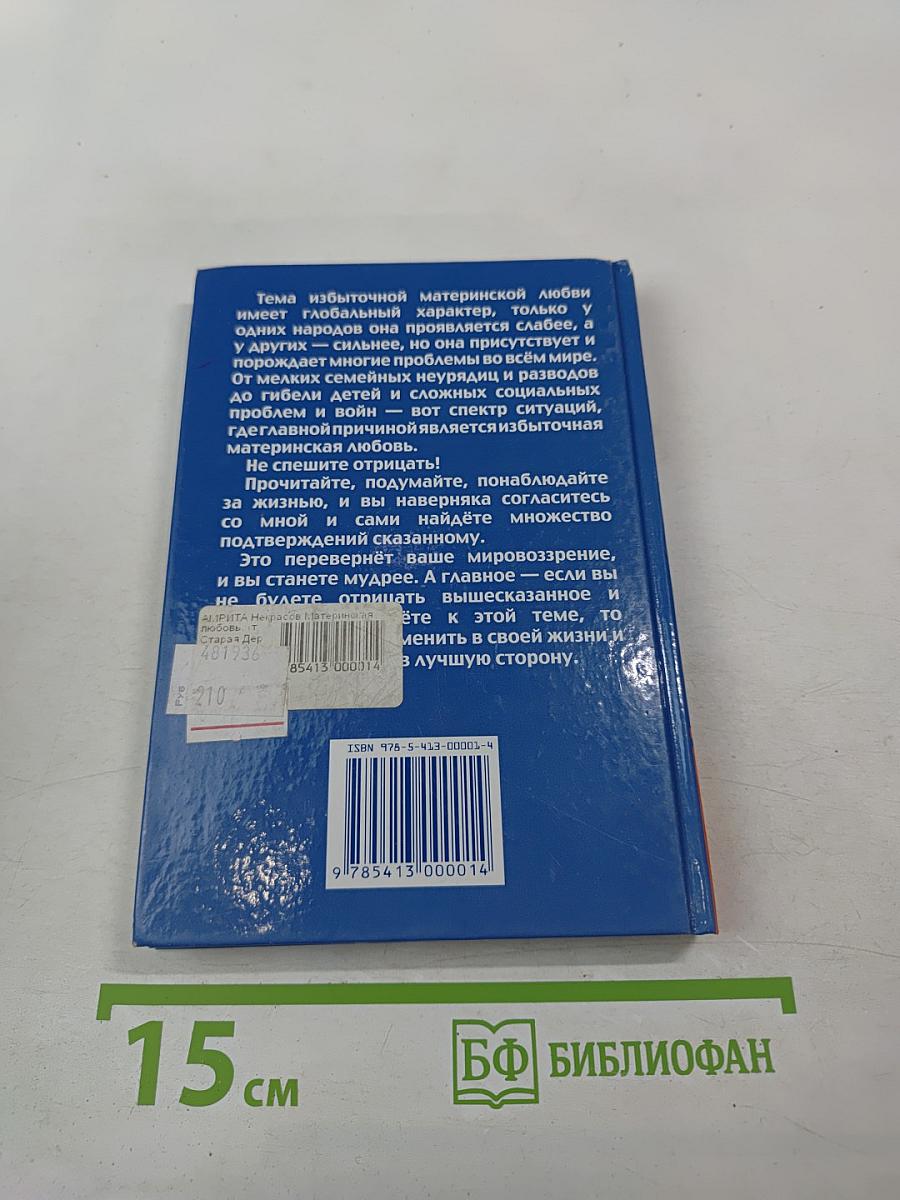 Тема избыточной материнской любви
имеет глобальный характер, только у
одних народов она проявляется слабее, а
у других — сильнее, но она присутствует и
порождает многие проблемы во всём мире.
От мелких семейных неурядиц и разводов
до гибели детей и сложных социальных
проблем и войн — вот спектр ситуаций,
где главной причиной является избыточная
материнская любовь.
Не спешите отрицать!
Прочитайте, подумайте, понаблюдайте
за жизнью, и вы наверняка согласитесь
со мной и сами найдёте множество
подтверждений сказанному.
Это перевернёт ваше мировоззрение,
и вы станете мудрее. А главное — если вы
не будете отрицать вышесказанное и
ёте к этой теме, то
менить в своей жизни и
в лучшую сторону.
АМРИТА Некрасов Материнская
любовь. т.
Старая Дер
481936
85413 000014
РУБ 210
ISBN 978-5-413-00001-4
9 785413 000014
15 см
БФ БИБЛИОФАН